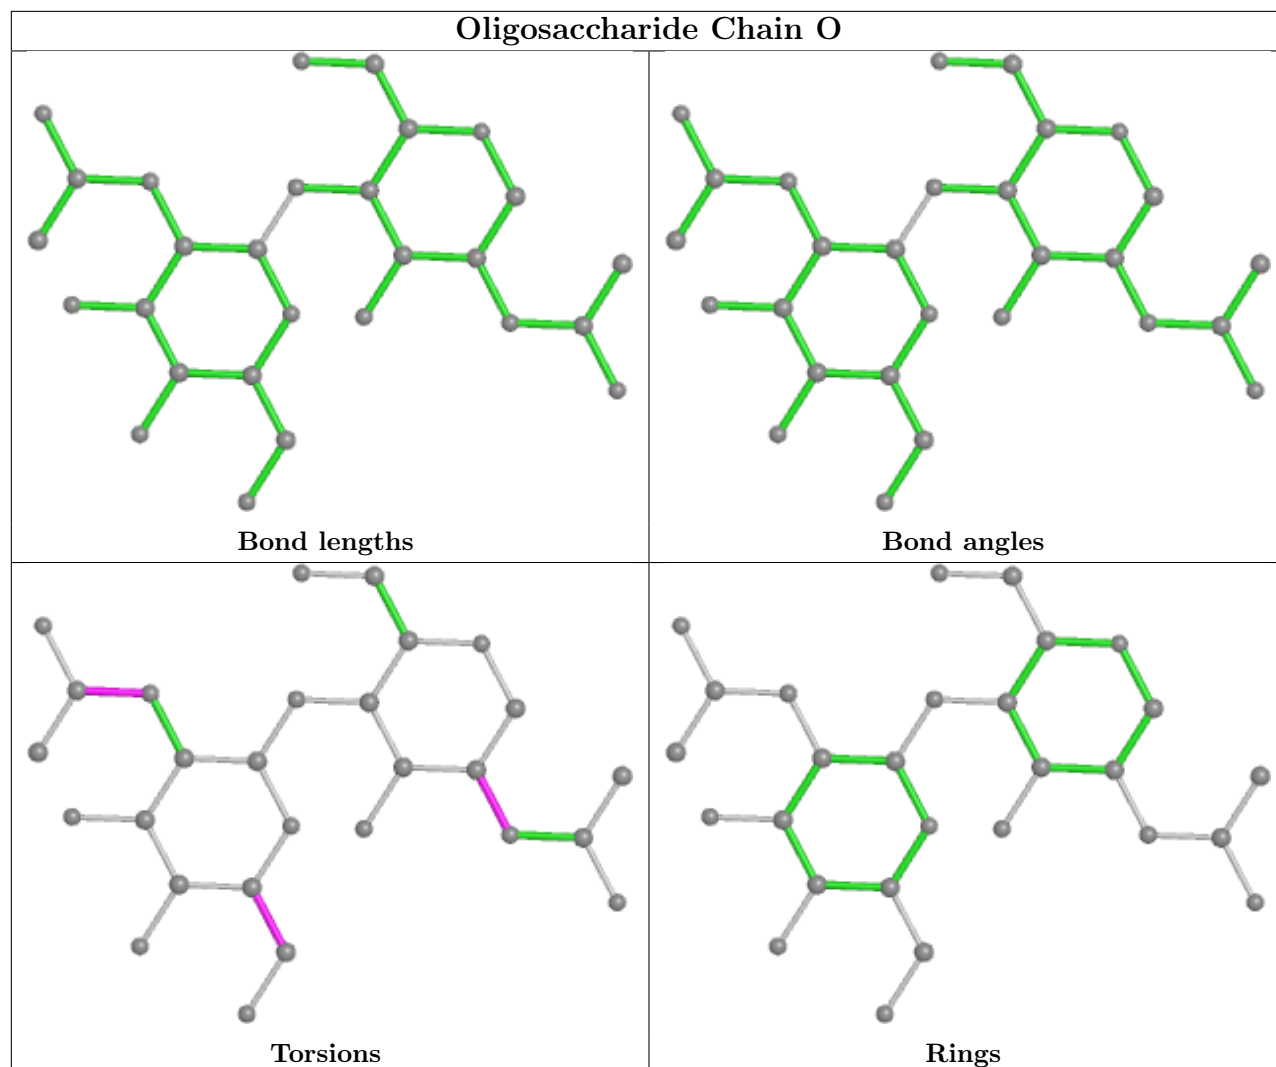 Oligosaccharide Chain O
Bond lengths
Bond angles
Torsions
Rings